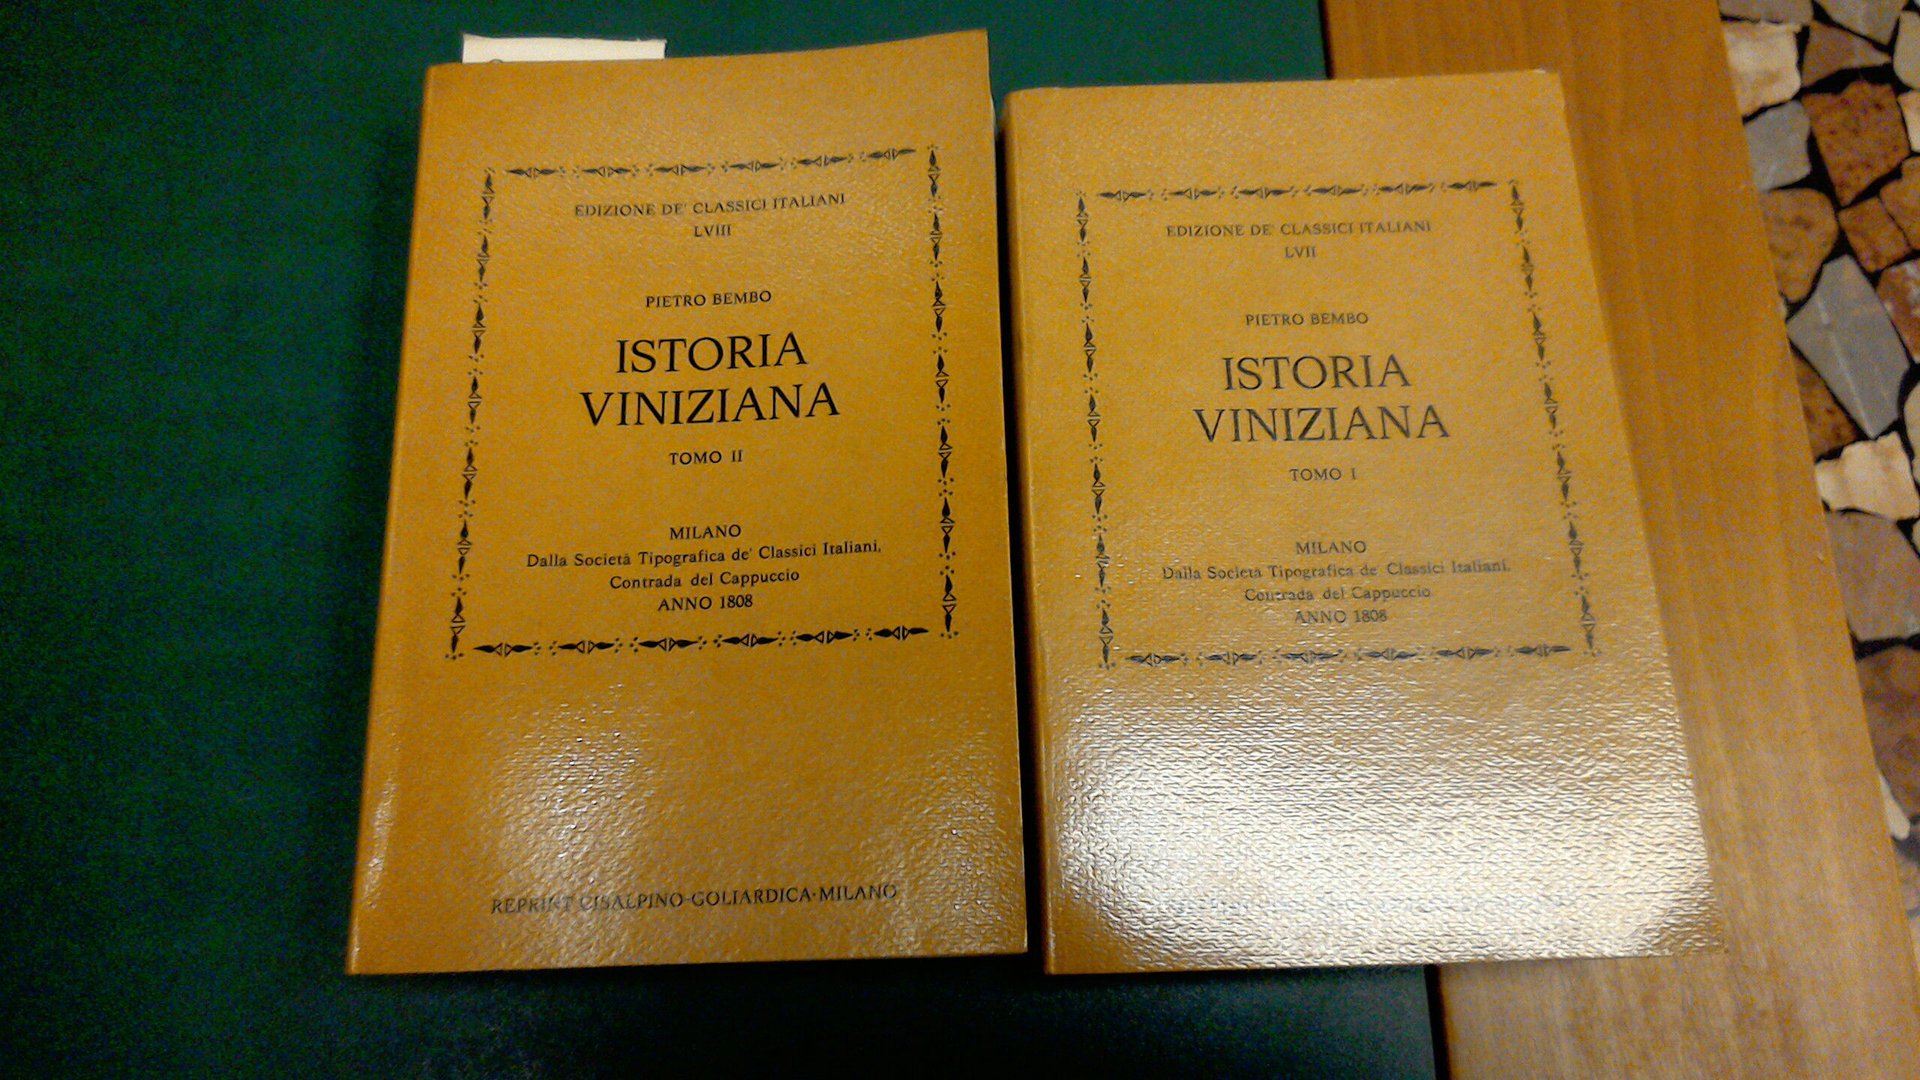 EDIZIONE DE' CLASSICI ITALIANI
LVIII
PIETRO BEMBO
ISTORIA
VINIZIANA
TOMO II
MILANO
Dalla Società Tipografica de' Classici Italiani,
Contrada del Cappuccio
ANNO 1808
REPRINT CISALPINO-GOLIARDICA·MILANO
EDIZIONE DE' CLASSICI ITALIANI
LVII
PIETRO BEMBO
ISTORIA
VINIZIANA
TOMO I
MILANO
Dalla Società Tipografica de' Classici Italiani,
Contrada del Cappuccio
ANNO 1808